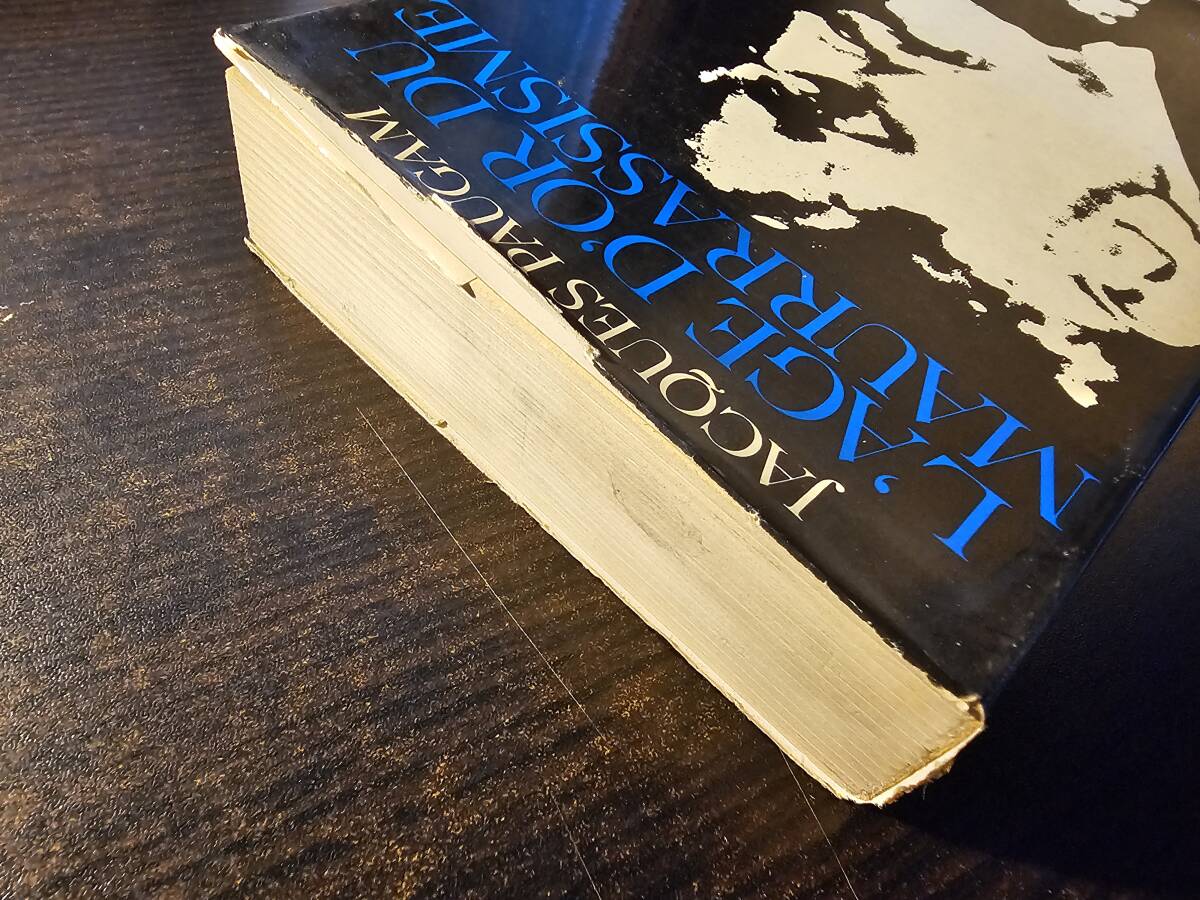 JACQUES PAUGAM
L'AGE D'OR DU
MAURRASSISME